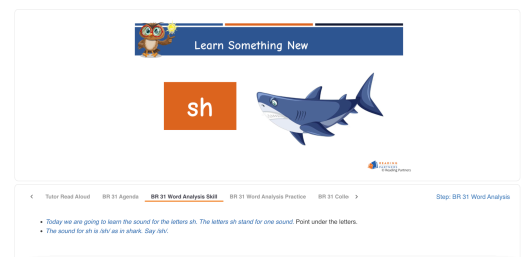 Learn Something New
sh
READING
PARTNERS
© Reading Partners
< Tutor Read Aloud BR 31 Agenda BR 31 Word Analysis Skill BR 31 Word Analysis Practice BR 31 Colle > Step: BR 31 Word Analysis
• Today we are going to learn the sound for the letters sh. The letters sh stand for one sound. Point under the letters.
• The sound for sh is /sh/ as in shark. Say /sh/.